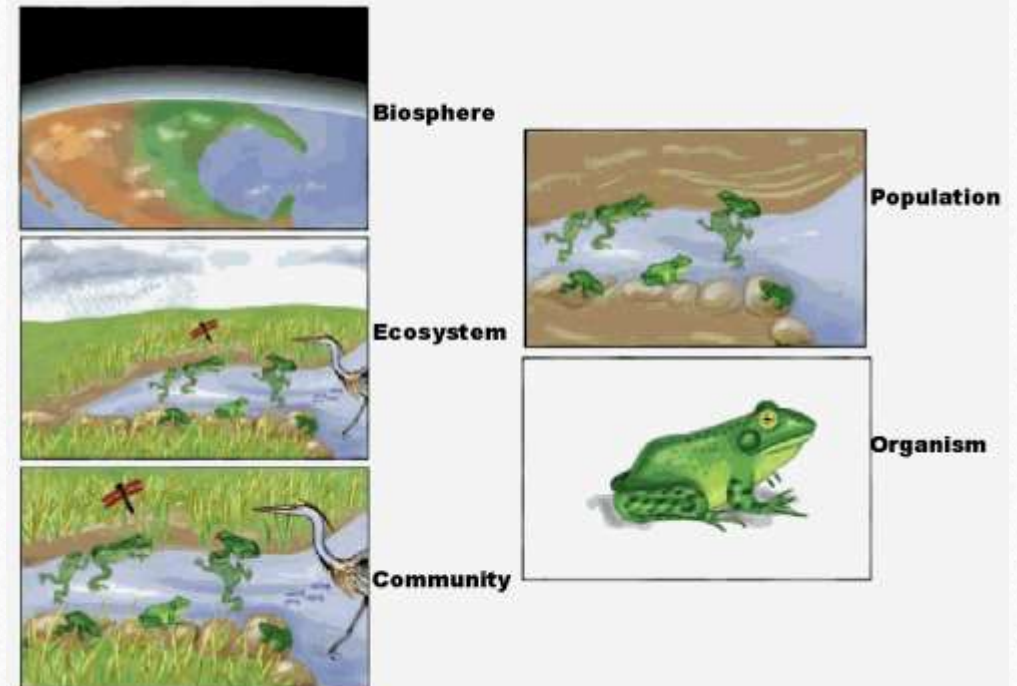 Biosphere
Ecosystem
Community
Population
Organism